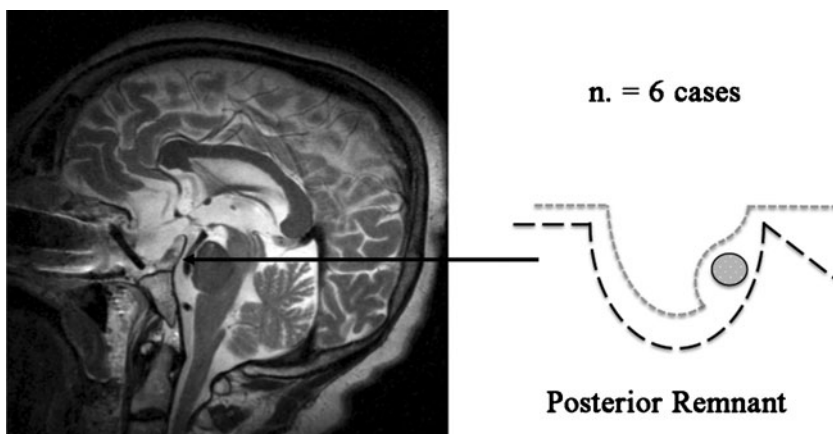 n. = 6 cases
Posterior Remnant